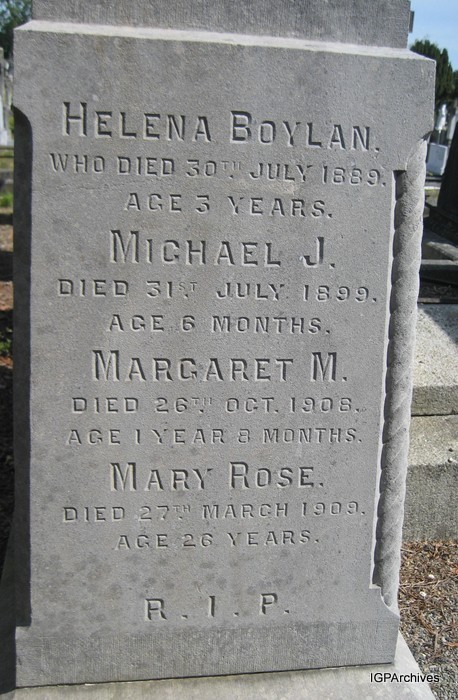 HELENA BOYLAN.
WHO DIED 30TH JULY 1889.
AGE 3 YEARS.
MICHAEL J.
DIED 31ST JULY 1899.
AGE 6 MONTHS.
MARGARET M.
DIED 26TH OCT. 1908.
AGE 1 YEAR 8 MONTHS.
MARY ROSE.
DIED 27TH MARCH 1909.
AGE 26 YEARS.
R. I. P.
IGPArchives